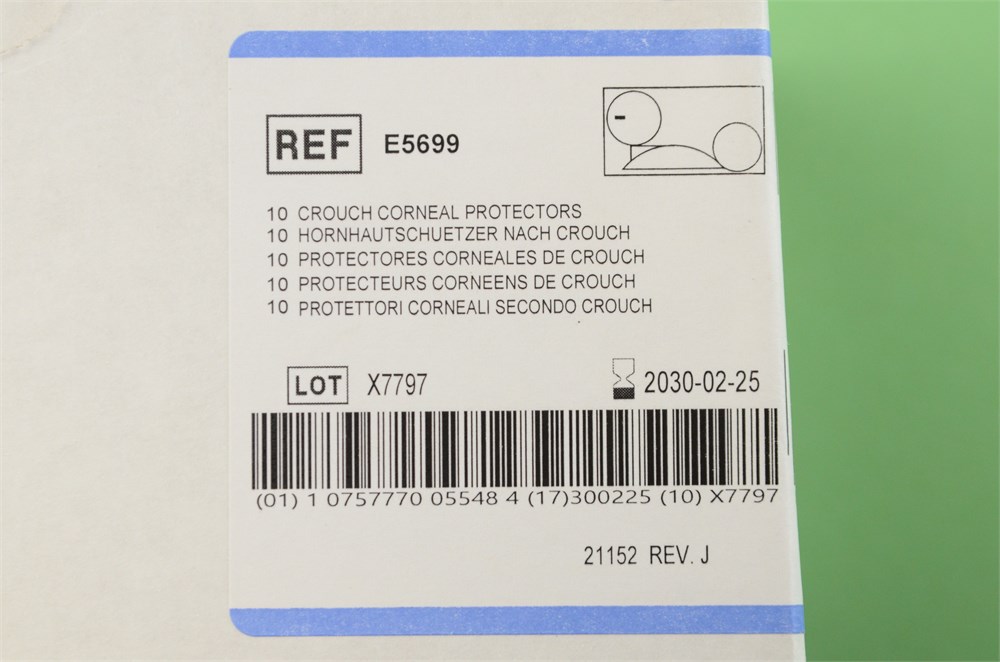 REF E5699
10 CROUCH CORNEAL PROTECTORS
10 HORNHAUTSCHUETZER NACH CROUCH
10 PROTECTORES CORNEALES DE CROUCH
10 PROTECTEURS CORNEENS DE CROUCH
10 PROTETTORI CORNEALI SECONDO CROUCH
LOT X7797 2030-02-25
(01) 1 0757770 05548 4 (17)300225 (10) X7797
21152 REV. J